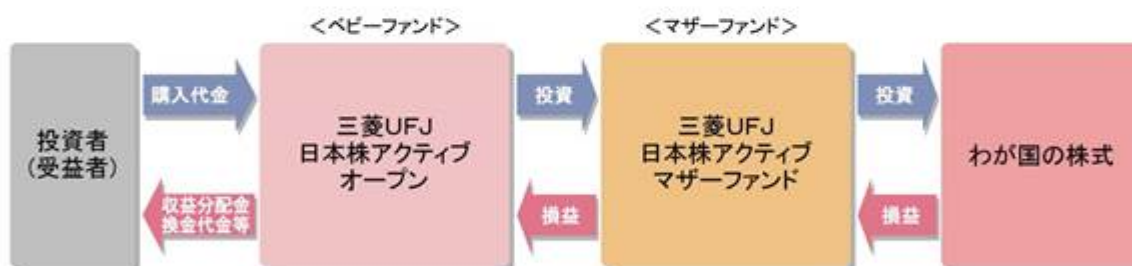 ＜ベビーファンド＞
＜マザーファンド＞
投資者
(受益者)
購入代金
収益分配金
換金代金等
三菱UFJ
日本株アクティブ
オープン
投資
損益
三菱UFJ
日本株アクティブ
マザーファンド
投資
損益
わが国の株式